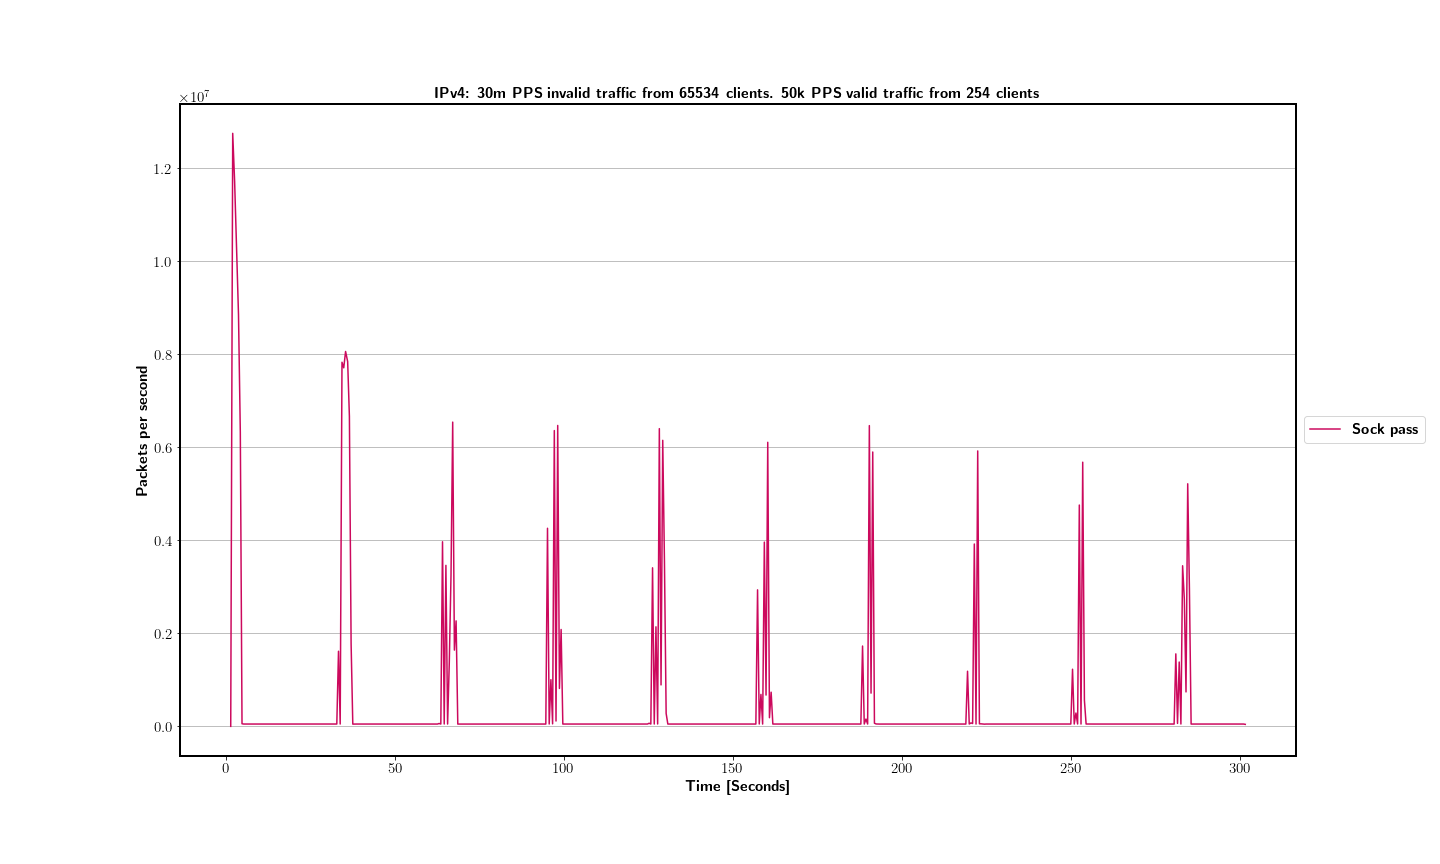 IPv4: 30m PPS invalid traffic from 65534 clients. 50k PPS valid traffic from 254 clients
×10⁷
1.2
1.0
0.8
0.6
0.4
0.2
0.0
Packets per second
0 50 100 150 200 250 300
Time [Seconds]
Sock pass